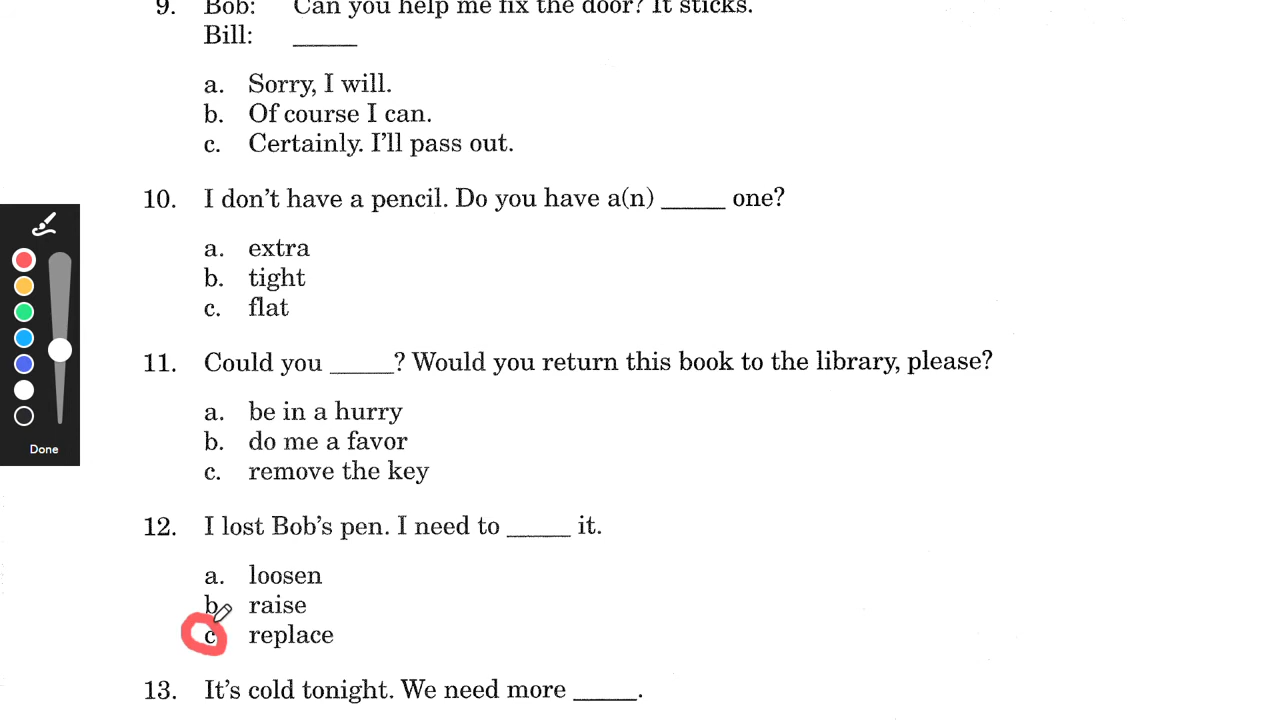 9. Bob: Can you help me fix the door? It sticks.
Bill: _____
a. Sorry, I will.
b. Of course I can.
c. Certainly. I'll pass out.
10. I don't have a pencil. Do you have a(n) _____ one?
a. extra
b. tight
c. flat
11. Could you _____? Would you return this book to the library, please?
a. be in a hurry
b. do me a favor
c. remove the key
Done
12. I lost Bob's pen. I need to _____ it.
a. loosen
b. raise
c replace
13. It's cold tonight. We need more _____.